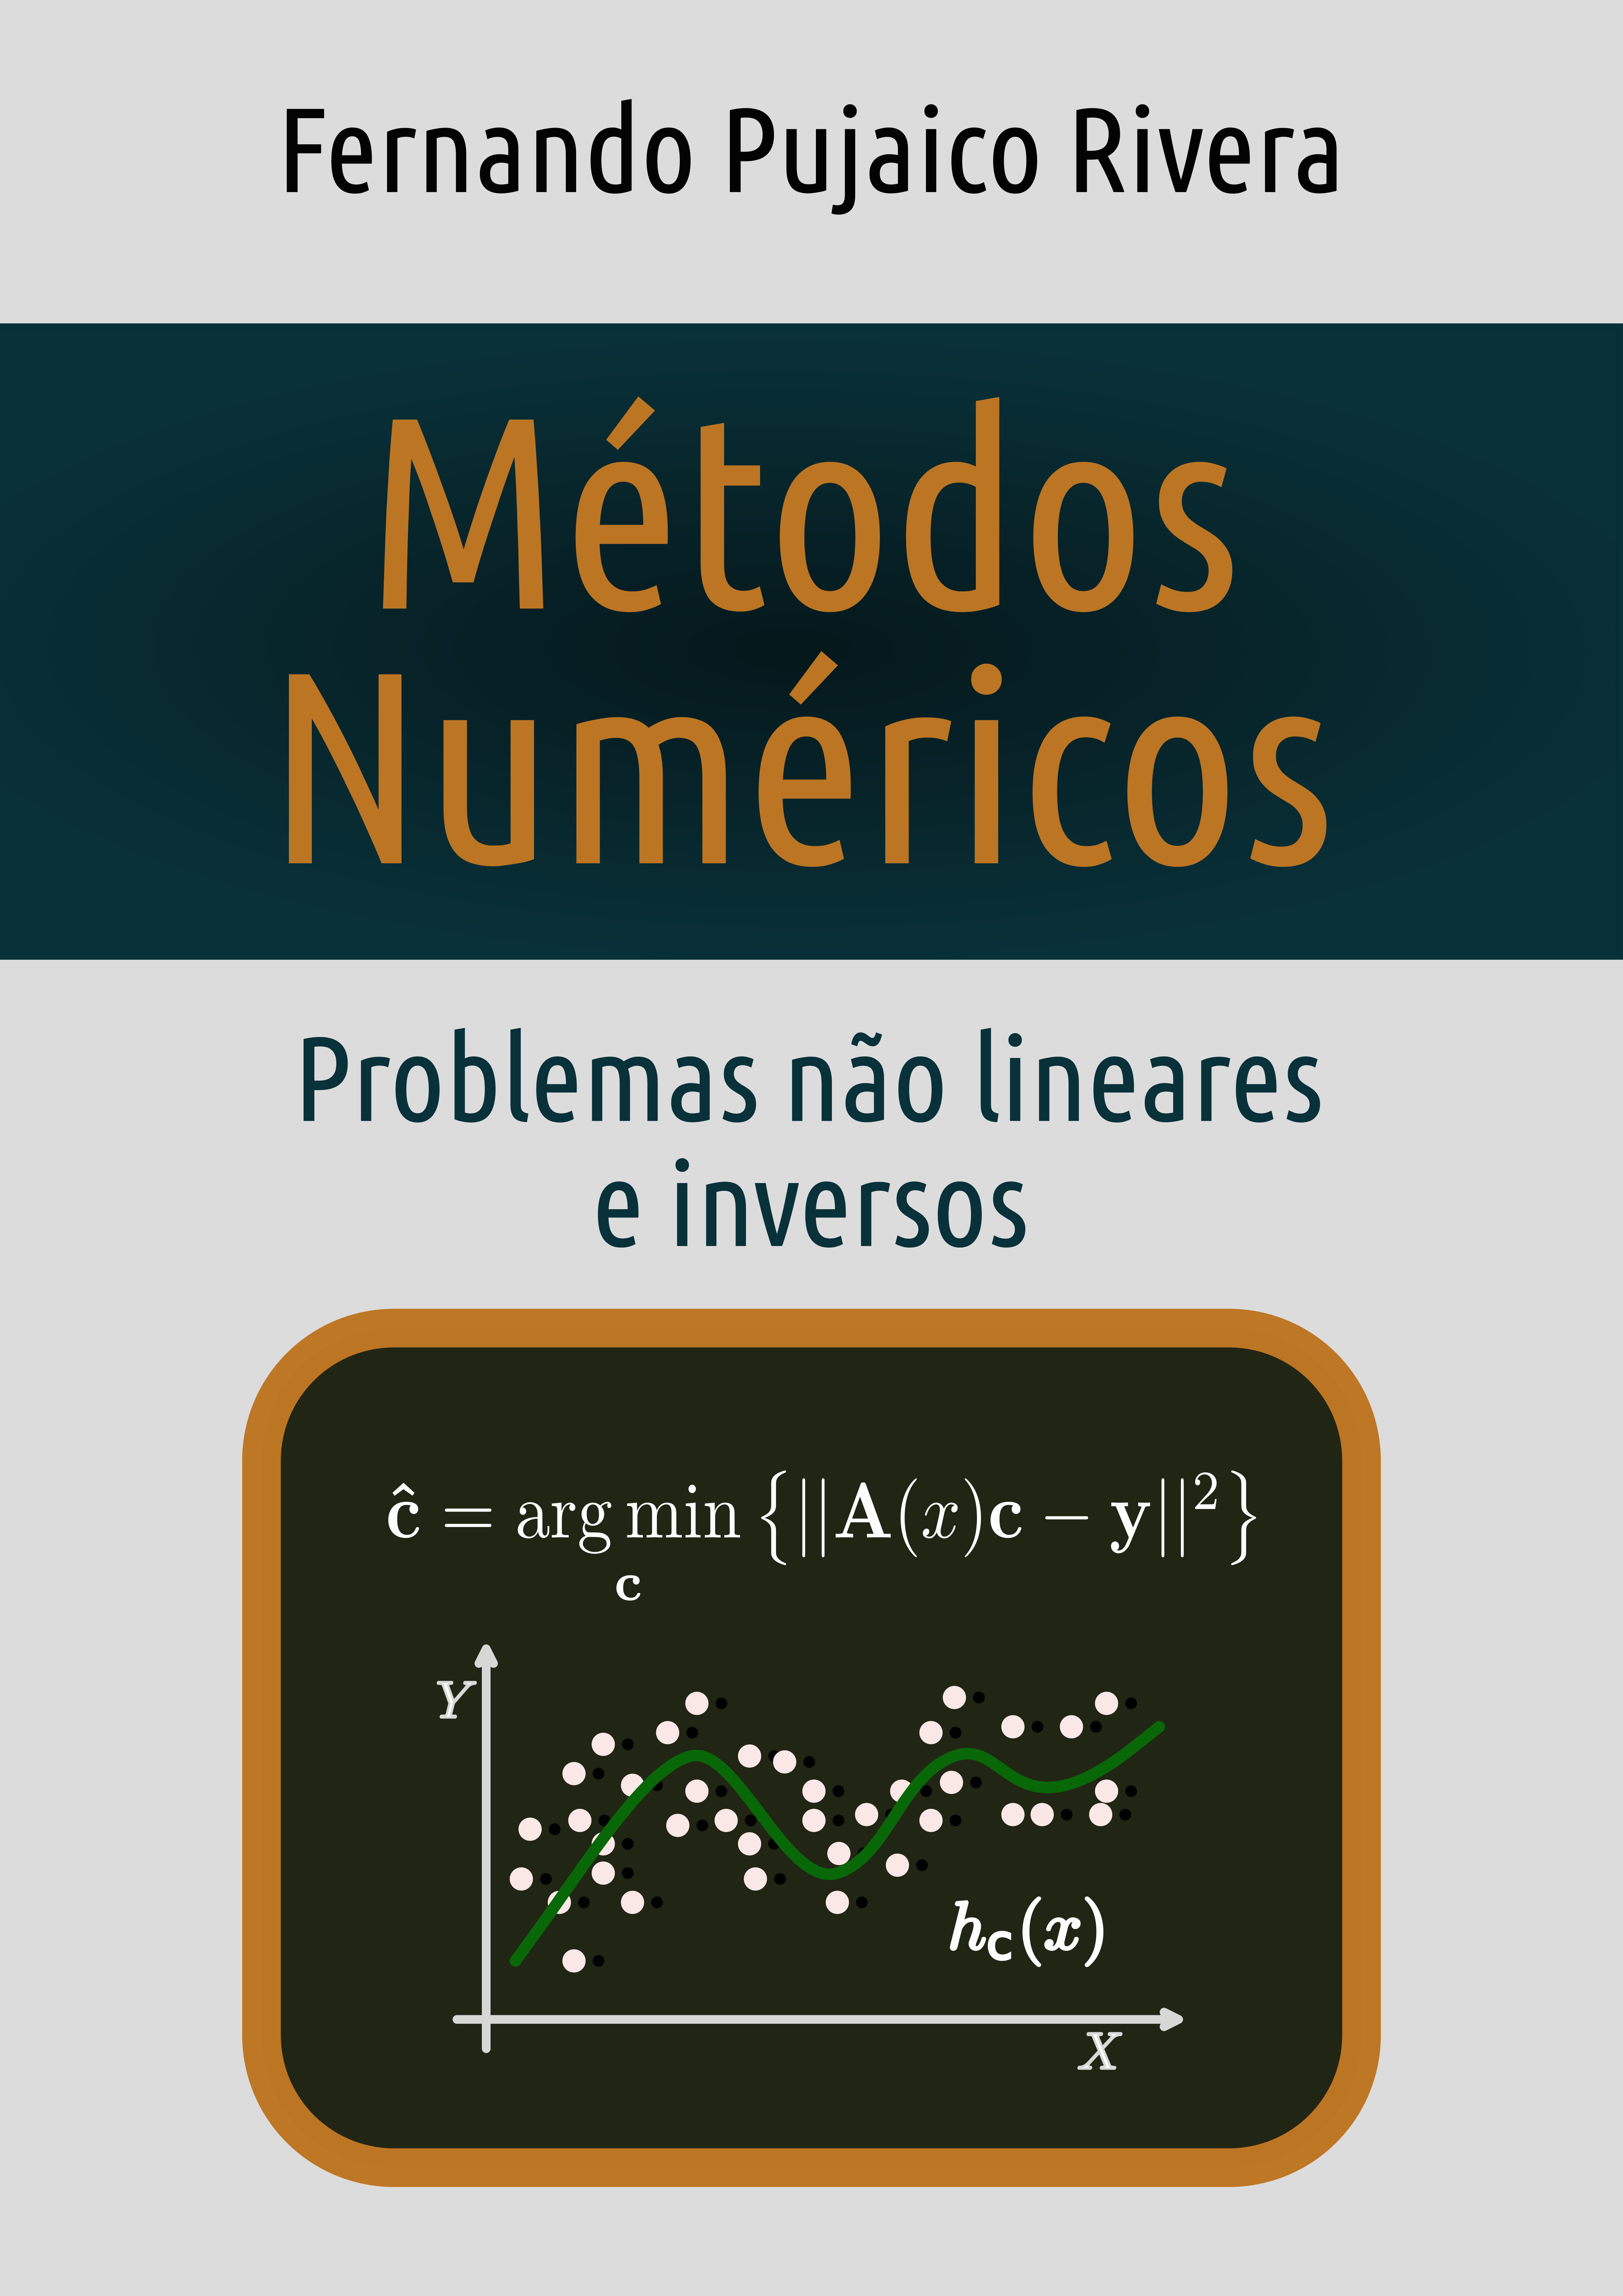 Fernando Pujaico Rivera
Métodos
Numéricos
Problemas não lineares
e inversos
ĉ = arg min {||A(x)c − y||²}
c
Y
h_c(x)
X